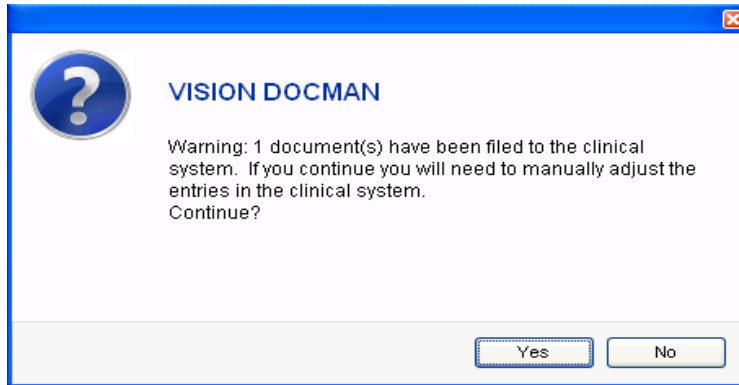 VISION DOCMAN
Warning: 1 document(s) have been filed to the clinical
system.  If you continue you will need to manually adjust the
entries in the clinical system.
Continue?
Yes
No